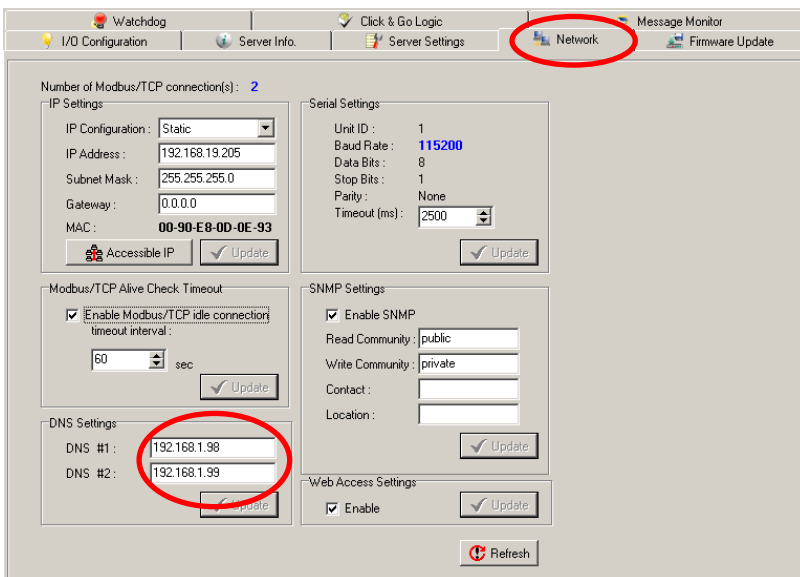 Watchdog
Click & Go Logic
Message Monitor
I/O Configuration
Server Info.
Server Settings
Network
Firmware Update
Number of Modbus/TCP connection(s) : 2
IP Settings
IP Configuration : Static
IP Address : 192.168.19.205
Subnet Mask : 255.255.255.0
Gateway : 0.0.0.0
MAC : 00-90-E8-0D-0E-93
Accessible IP
Update
Serial Settings
Unit ID : 1
Baud Rate : 115200
Data Bits : 8
Stop Bits : 1
Parity : None
Timeout (ms) : 2500
Update
Modbus/TCP Alive Check Timeout
Enable Modbus/TCP idle connection
timeout interval :
60 sec
Update
SNMP Settings
Enable SNMP
Read Community : public
Write Community : private
Contact :
Location :
Update
DNS Settings
DNS #1 : 192.168.1.98
DNS #2 : 192.168.1.99
Update
Web Access Settings
Enable
Update
Refresh